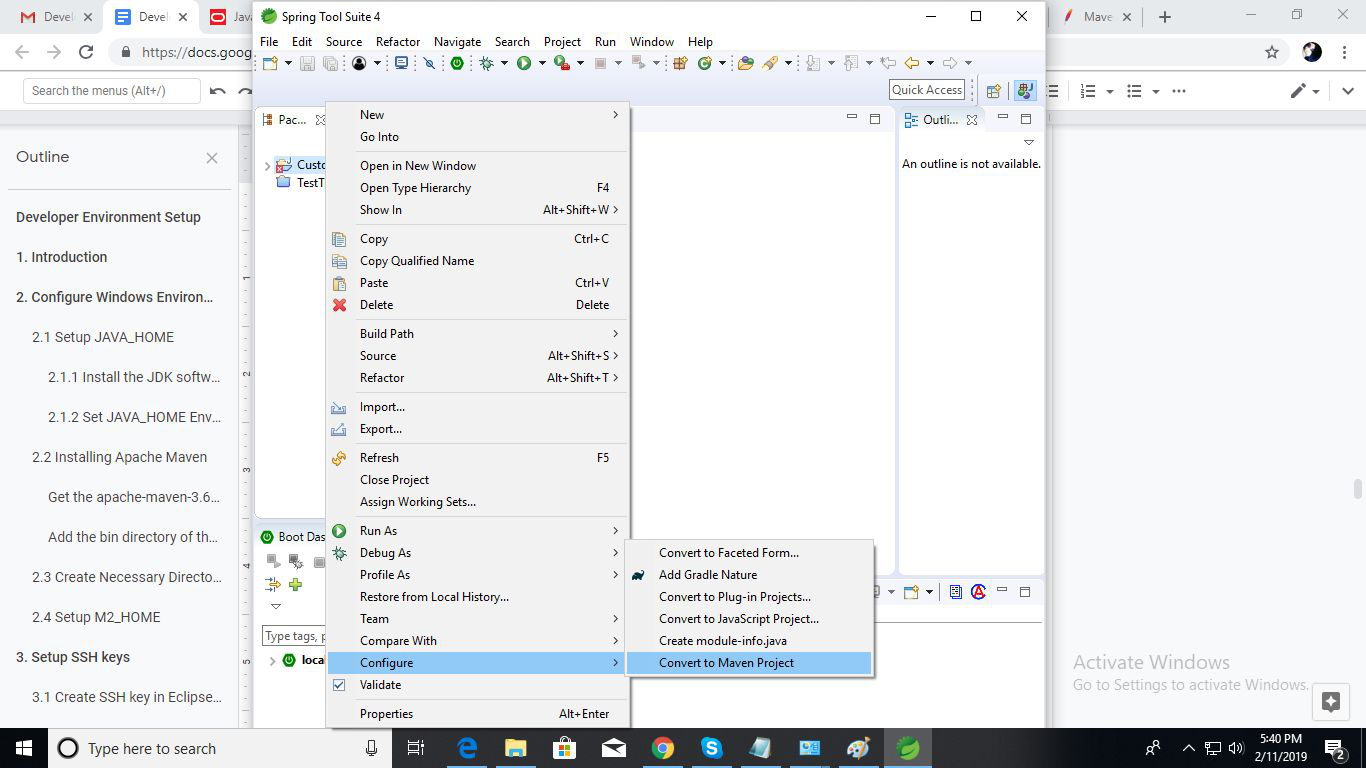 Devel
Devel
Jav
Mave
https://docs.goog
Search the menus (Alt+/)
Outline
Developer Environment Setup
1. Introduction
2. Configure Windows Environ...
2.1 Setup JAVA_HOME
2.1.1 Install the JDK softw...
2.1.2 Set JAVA_HOME Env...
2.2 Installing Apache Maven
Get the apache-maven-3.6...
Add the bin directory of th...
2.3 Create Necessary Directo...
2.4 Setup M2_HOME
3. Setup SSH keys
3.1 Create SSH key in Eclipse...
1
2
3
4
5
Spring Tool Suite 4
File Edit Source Refactor Navigate Search Project Run Window Help
Quick Access
Pac...
Custo
TestT
Outli...
An outline is not available.
New
Go Into
Open in New Window
Open Type Hierarchy F4
Show In Alt+Shift+W
Copy Ctrl+C
Copy Qualified Name
Paste Ctrl+V
Delete Delete
Build Path
Source Alt+Shift+S
Refactor Alt+Shift+T
Import...
Export...
Refresh F5
Close Project
Assign Working Sets...
Run As
Debug As
Profile As
Restore from Local History...
Team
Compare With
Configure
Validate
Properties Alt+Enter
Convert to Faceted Form...
Add Gradle Nature
Convert to Plug-in Projects...
Convert to JavaScript Project...
Create module-info.java
Convert to Maven Project
Boot Das
Type tags, p
loca
Activate Windows
Go to Settings to activate Windows.
Type here to search
5:40 PM
2/11/2019
2